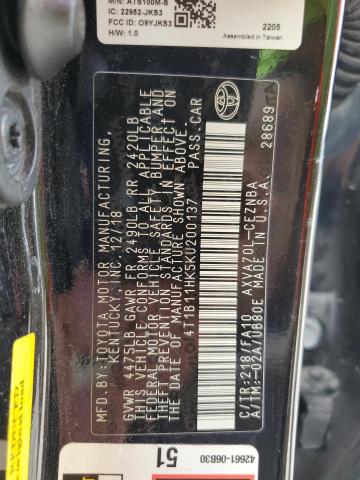 M/N: ATS100M-S
IC: 22952-JKS3
FCC ID: O9YJKS3
H/W: 1.0
2205
Assembled in Taiwan
MFD. BY: TOYOTA MOTOR MANUFACTURING,
KENTUCKY, INC. 12/18
GVWR 4475LB GAWR FR 2490LB RR 2420LB
THIS VEHICLE CONFORMS TO ALL APPLICABLE
FEDERAL MOTOR VEHICLE SAFETY, BUMPER, AND
THEFT PREVENTION STANDARDS IN EFFECT ON
THE DATE OF MANUFACTURE SHOWN ABOVE.
4T1B11HK5KU200137 PASS.CAR
C/TR: 218/FA10 AXVA70L-CEZNBA
A/TM: -02A/UB80E MADE IN U.S.A.
28689
42661-06B30
51